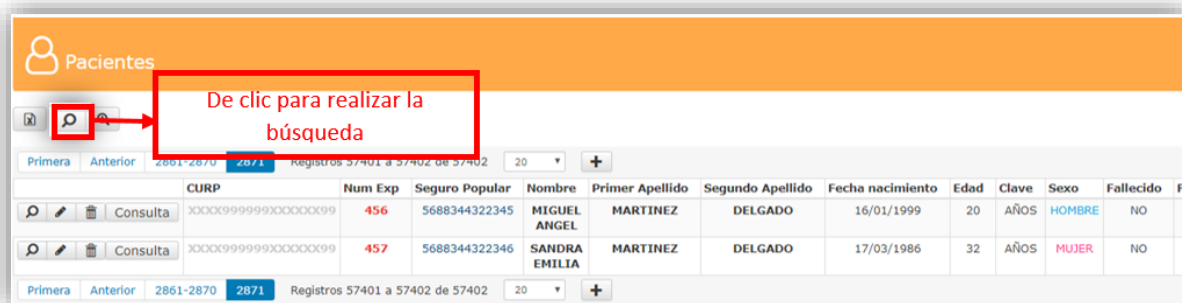 Pacientes
De clic para realizar la
búsqueda
Primera Anterior 2861-2870 2871 Registros 57401 a 57402 de 57402 20
CURP Num Exp Seguro Popular Nombre Primer Apellido Segundo Apellido Fecha nacimiento Edad Clave Sexo Fallecido F
Consulta XXXX999999XXXXXX99 456 5688344322345 MIGUEL MARTINEZ DELGADO 16/01/1999 20 AÑOS HOMBRE NO
ANGEL
Consulta XXXX999999XXXXXX99 457 5688344322346 SANDRA MARTINEZ DELGADO 17/03/1986 32 AÑOS MUJER NO
EMILIA
Primera Anterior 2861-2870 2871 Registros 57401 a 57402 de 57402 20